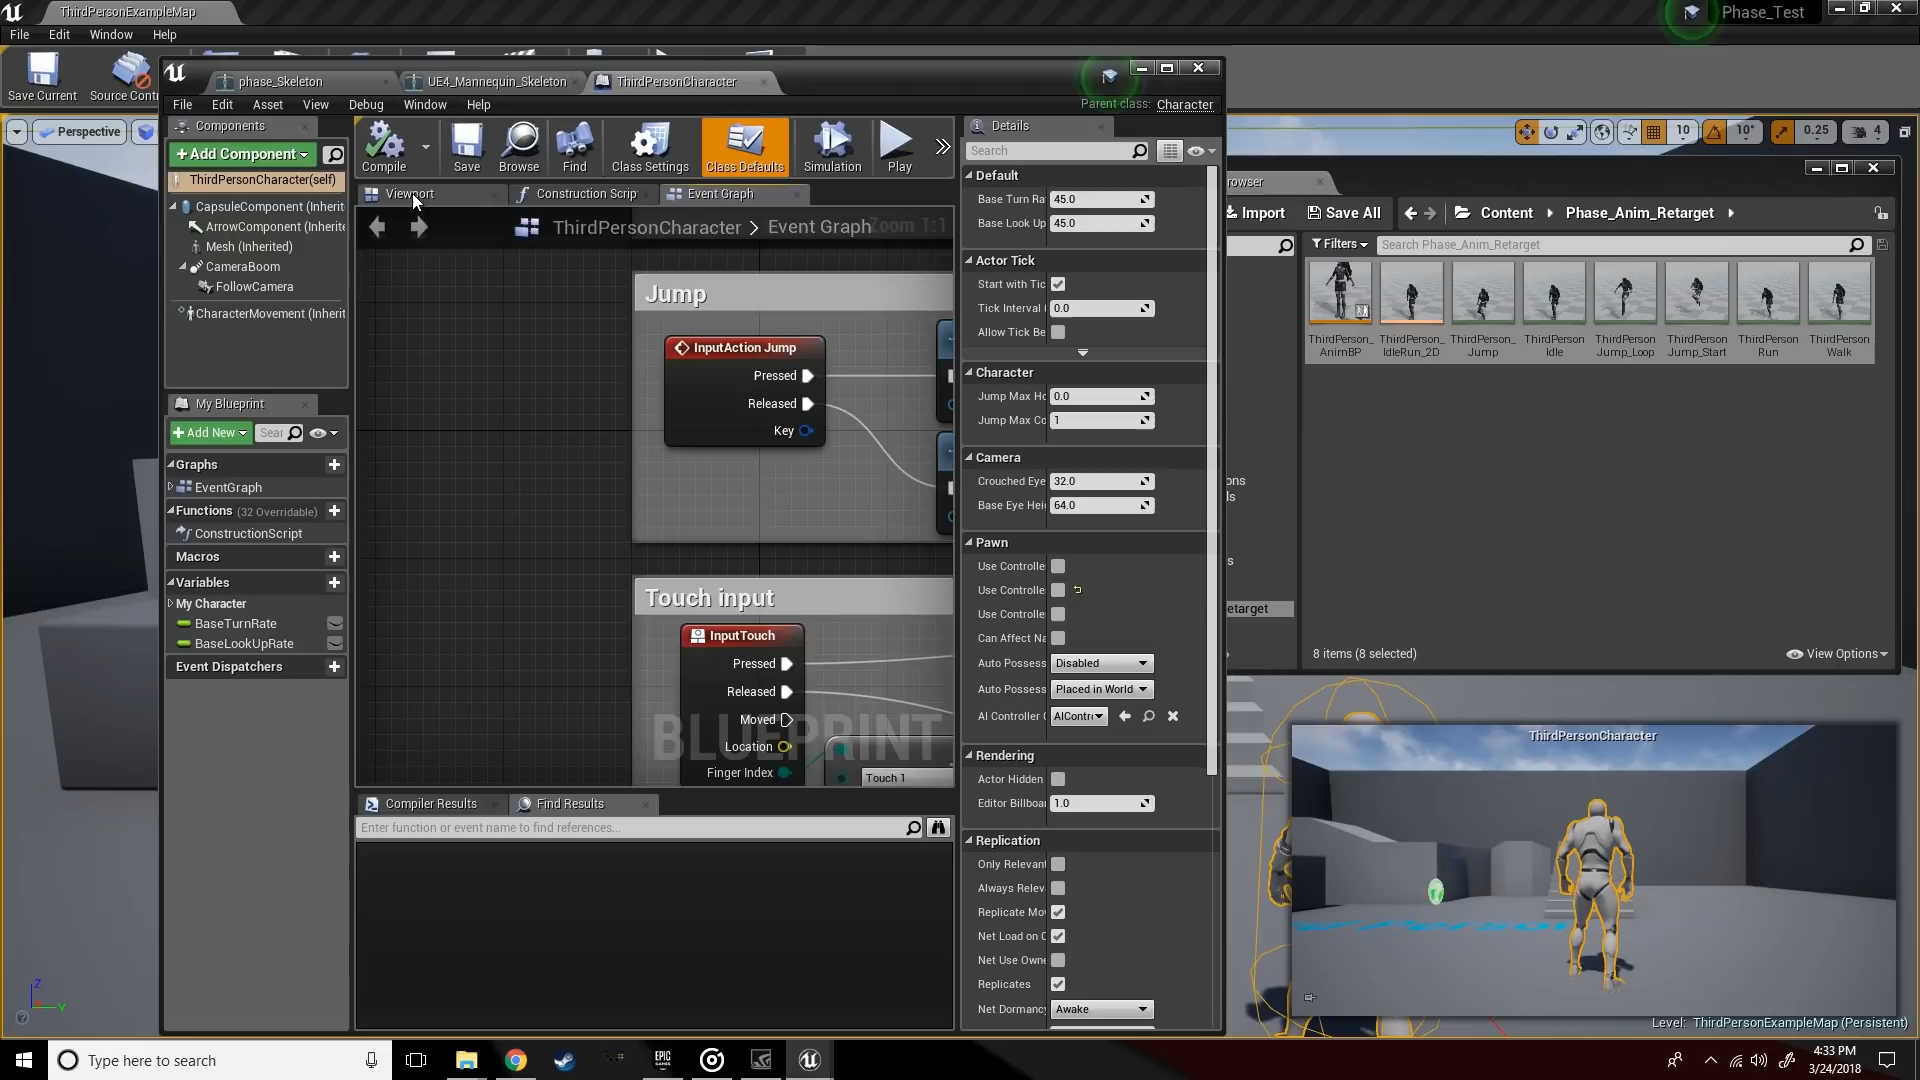 ThirdPersonExampleMap
Phase_Test
File Edit Window Help
Save Current
Source Contr
phase_Skeleton
UE4_Mannequin_Skeleton
ThirdPersonCharacter
File Edit Asset View Debug Window Help
Parent class: Character
Perspective
10
10°
0.25
4
Components
+Add Component
ThirdPersonCharacter(self)
CapsuleComponent (Inherit
ArrowComponent (Inherite
Mesh (Inherited)
CameraBoom
FollowCamera
CharacterMovement (Inherit
Compile
Save
Browse
Find
Class Settings
Class Defaults
Simulation
Play
Viewport
Construction Scrip
Event Graph
ThirdPersonCharacter > Event Graph
Zoom 1:1
Jump
InputAction Jump
Pressed
Released
Key
Touch input
InputTouch
Pressed
Released
Moved
Location
Finger Index
Touch 1
BLUEPRINT
My Blueprint
+Add New
Sear
Graphs
EventGraph
Functions (32 Overridable)
ConstructionScript
Macros
Variables
My Character
BaseTurnRate
BaseLookUpRate
Event Dispatchers
Compiler Results
Find Results
Enter function or event name to find references...
Details
Search
Default
Base Turn Ra 45.0
Base Look Up 45.0
Actor Tick
Start with Tic
Tick Interval ( 0.0
Allow Tick Be
Character
Jump Max Ho 0.0
Jump Max Co 1
Camera
Crouched Eye 32.0
Base Eye Hei 64.0
Pawn
Use Controlle
Use Controlle
Use Controlle
Can Affect Na
Auto Possess Disabled
Auto Possess Placed in World
AI Controller C AIContr
Rendering
Actor Hidden
Editor Billboar 1.0
Replication
Only Relevant
Always Relev
Replicate Mov
Net Load on C
Net Use Owne
Replicates
Net Dormancy Awake
rowser
Import
Save All
Content
Phase_Anim_Retarget
Filters
Search Phase_Anim_Retarget
ThirdPerson_
AnimBP
ThirdPerson_
IdleRun_2D
ThirdPerson_
Jump
ThirdPerson
Idle
ThirdPerson
Jump_Loop
ThirdPerson
Jump_Start
ThirdPerson
Run
ThirdPerson
Walk
ons
ls
s
etarget
8 items (8 selected)
View Options
ThirdPersonCharacter
Level: ThirdPersonExampleMap (Persistent)
Z
Y
Type here to search
EPIC
GAMES
4:33 PM
3/24/2018